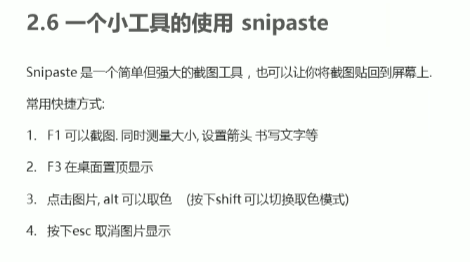 2.6 一个小工具的使用 snipaste
Snipaste 是一个简单但强大的截图工具，也可以让你将截图贴回到屏幕上.
常用快捷方式:
1. F1 可以截图. 同时测量大小, 设置箭头 书写文字等
2. F3 在桌面置顶显示
3. 点击图片, alt 可以取色 (按下shift 可以切换取色模式)
4. 按下esc 取消图片显示